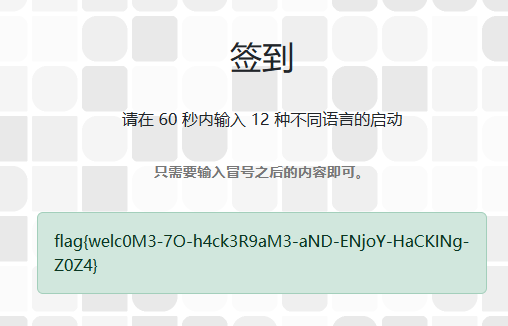 签到
请在 60 秒内输入 12 种不同语言的启动
只需要输入冒号之后的内容即可。
flag{welc0M3-7O-h4ck3R9aM3-aND-ENjoY-HaCKINg-
Z0Z4}